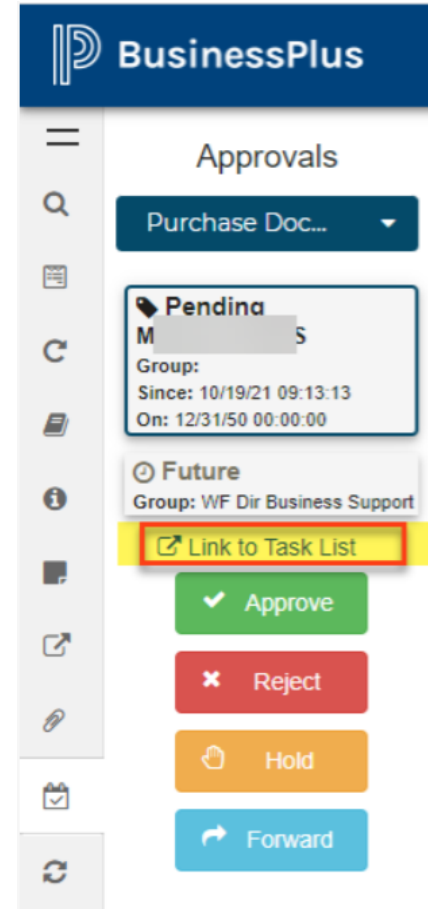 BusinessPlus
Approvals
Purchase Doc...
Pending
M S
Group:
Since: 10/19/21 09:13:13
On: 12/31/50 00:00:00
Future
Group: WF Dir Business Support
Link to Task List
Approve
Reject
Hold
Forward